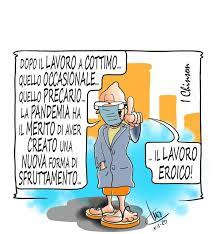 DOPO IL LAVORO A COTTIMO...
QUELLO OCCASIONALE...
QUELLO PRECARIO...
LA PANDEMIA HA
IL MERITO DI AVER
CREATO UNA
NUOVA FORMA DI
SFRUTTAMENTO...
... IL LAVORO
EROICO!
I Chinson